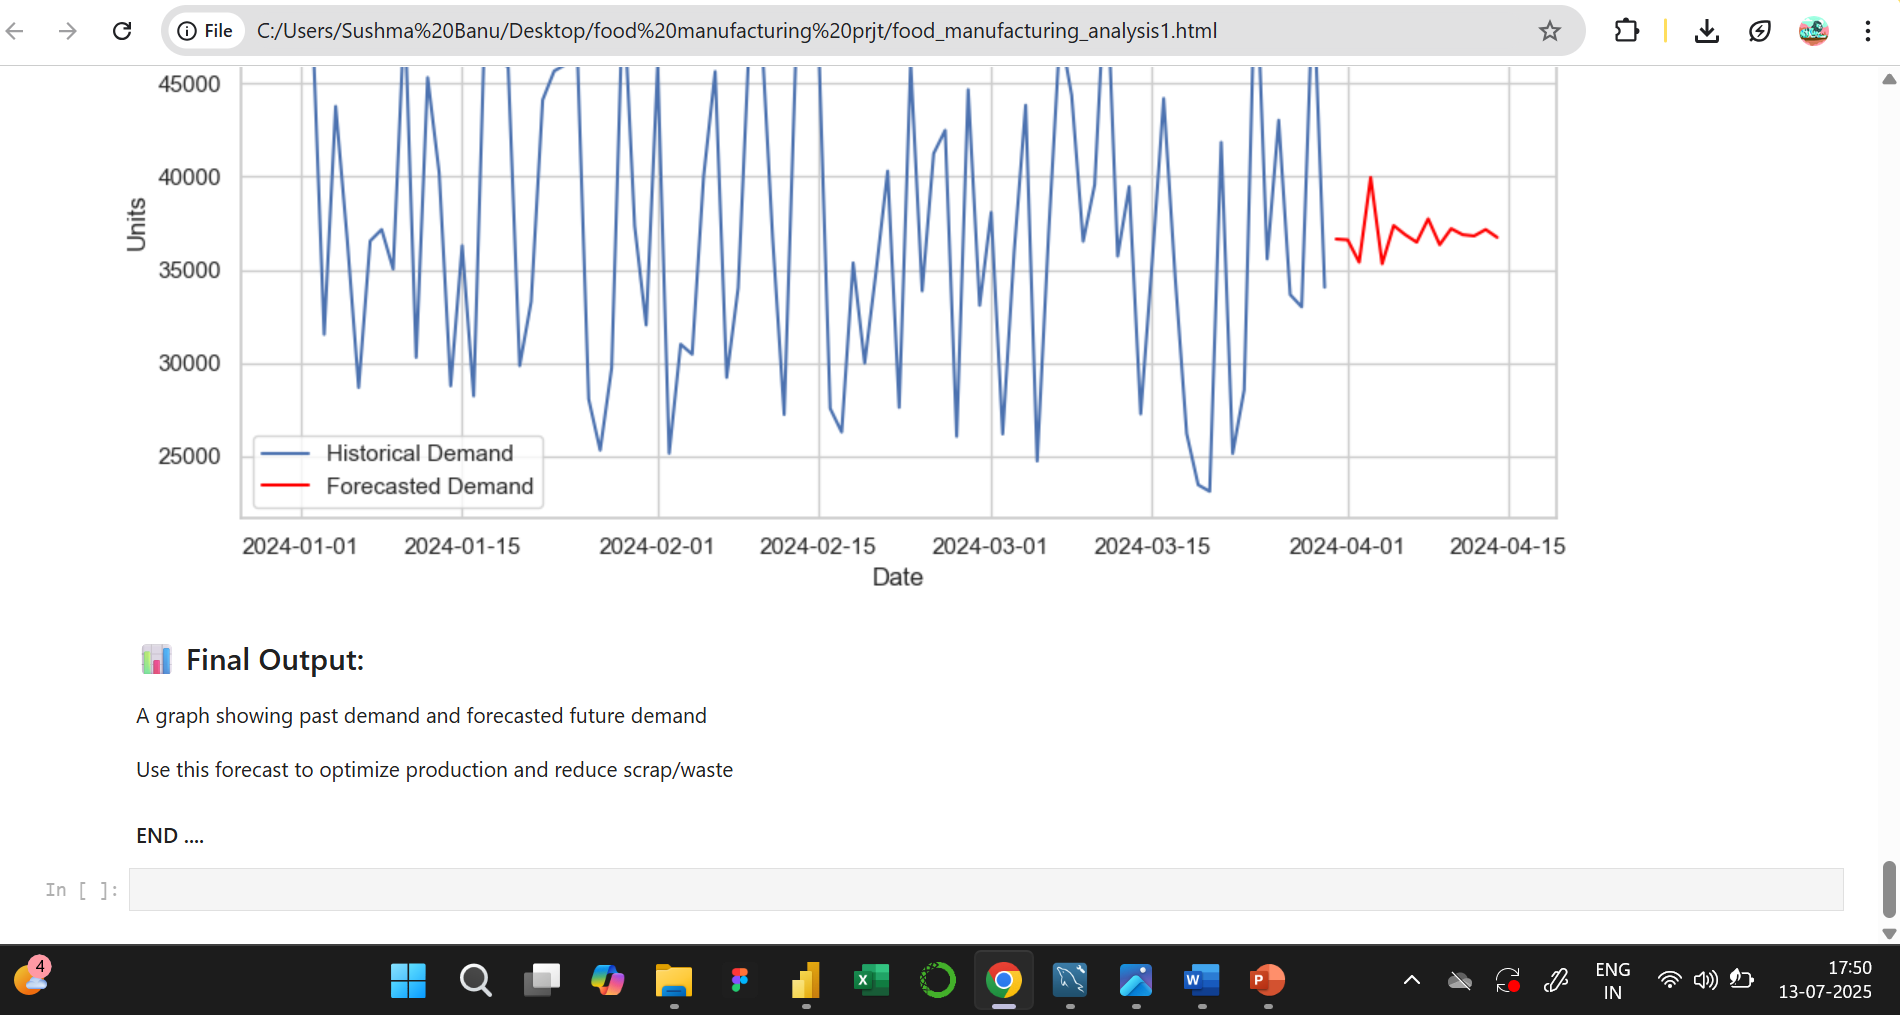 File
C:/Users/Sushma%20Banu/Desktop/food%20manufacturing%20prjt/food_manufacturing_analysis1.html
45000
40000
35000
30000
25000
Units
Historical Demand
Forecasted Demand
2024-01-01 2024-01-15 2024-02-01 2024-02-15 2024-03-01 2024-03-15 2024-04-01 2024-04-15
Date
Final Output:
A graph showing past demand and forecasted future demand
Use this forecast to optimize production and reduce scrap/waste
END ....
In [ ]:
4
X
W
P
ENG
IN
17:50
13-07-2025